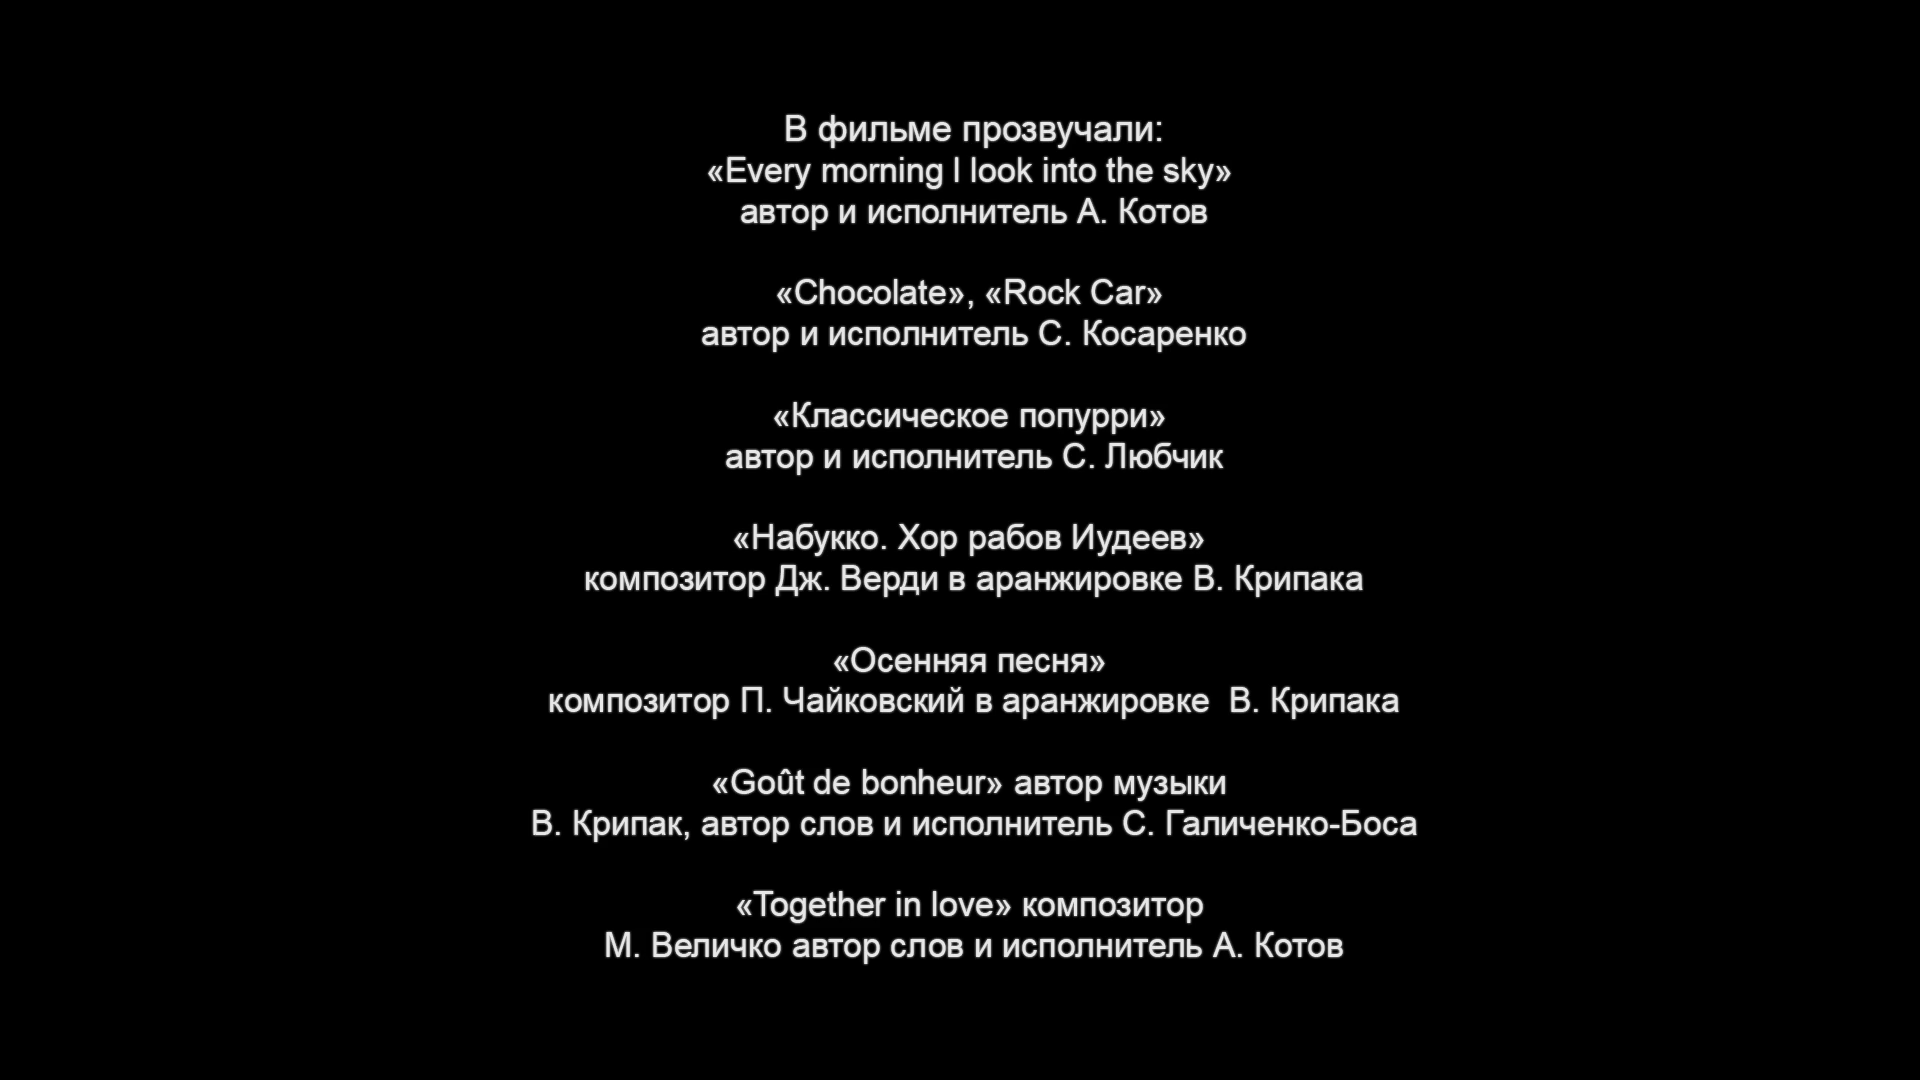 В фильме прозвучали:
«Every morning I look into the sky»
автор и исполнитель А. Котов
«Chocolate», «Rock Car»
автор и исполнитель С. Косаренко
«Классическое попурри»
автор и исполнитель С. Любчик
«Набукко. Хор рабов Иудеев»
композитор Дж. Верди в аранжировке В. Крипака
«Осенняя песня»
композитор П. Чайковский в аранжировке  В. Крипака
«Goût de bonheur» автор музыки
В. Крипак, автор слов и исполнитель С. Галиченко-Боса
«Together in love» композитор
М. Величко автор слов и исполнитель А. Котов